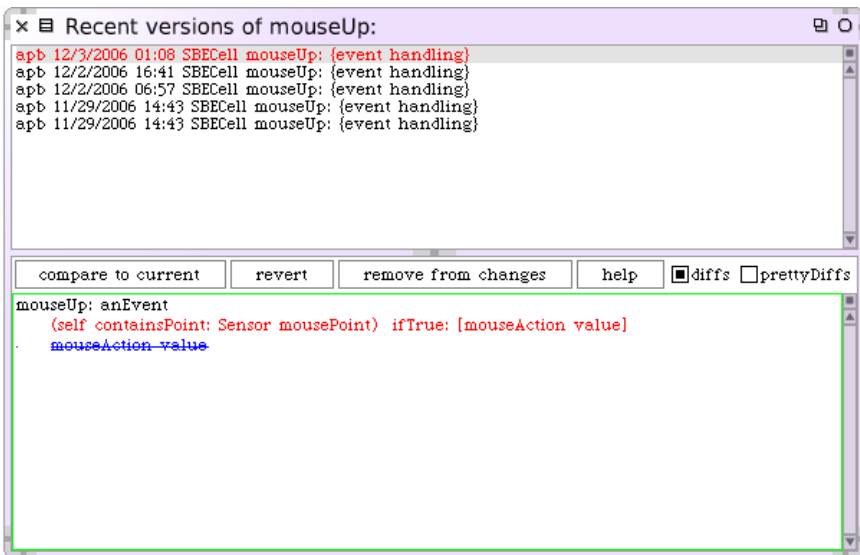 Recent versions of mouseUp:
apb 12/3/2006 01:08 SBECell mouseUp: {event handling}
apb 12/2/2006 16:41 SBECell mouseUp: {event handling}
apb 12/2/2006 06:57 SBECell mouseUp: {event handling}
apb 11/29/2006 14:43 SBECell mouseUp: {event handling}
apb 11/29/2006 14:43 SBECell mouseUp: {event handling}
compare to current revert remove from changes help diffs prettyDiffs
mouseUp: anEvent
(self containsPoint: Sensor mousePoint) ifTrue: [mouseAction value]
mouseAction value